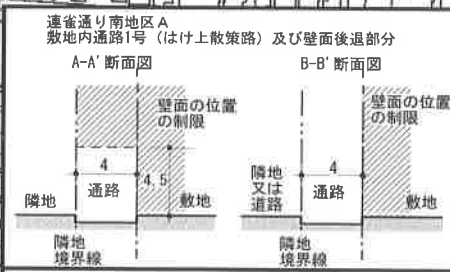 連雀通り南地区A
敷地内通路1号（はけ上散策路）及び壁面後退部分
A-A' 断面図
B-B' 断面図
壁面の位置
の制限
4
通路
4.5
隣地
敷地
隣地
境界線
壁面の位置
の制限
隣地
又は
道路
4
通路
敷地
隣地
境界線